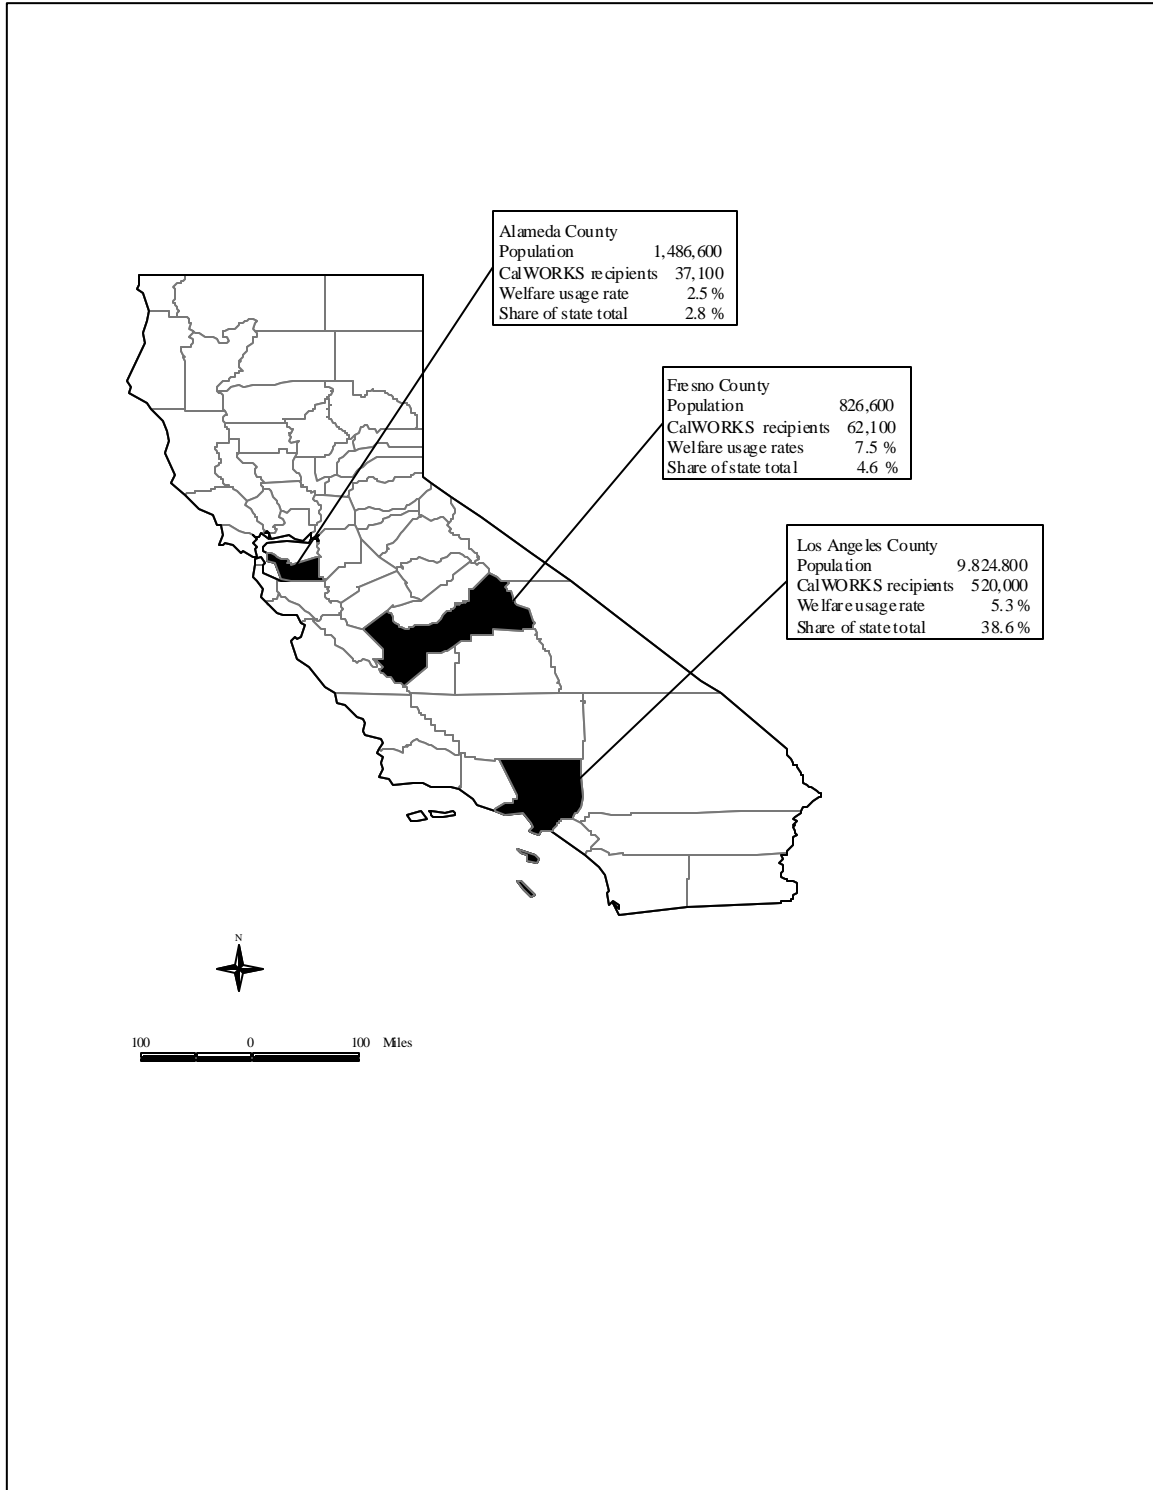 Alameda County
Population 1,486,600
CalWORKS recipients 37,100
Welfare usage rate 2.5 %
Share of state total 2.8 %
Fresno County
Population 826,600
CalWORKS recipients 62,100
Welfare usage rates 7.5 %
Share of state total 4.6 %
Los Angeles County
Population 9.824.800
CalWORKS recipients 520,000
Welfare usage rate 5.3 %
Share of state total 38.6 %
N
100 0 100 Miles